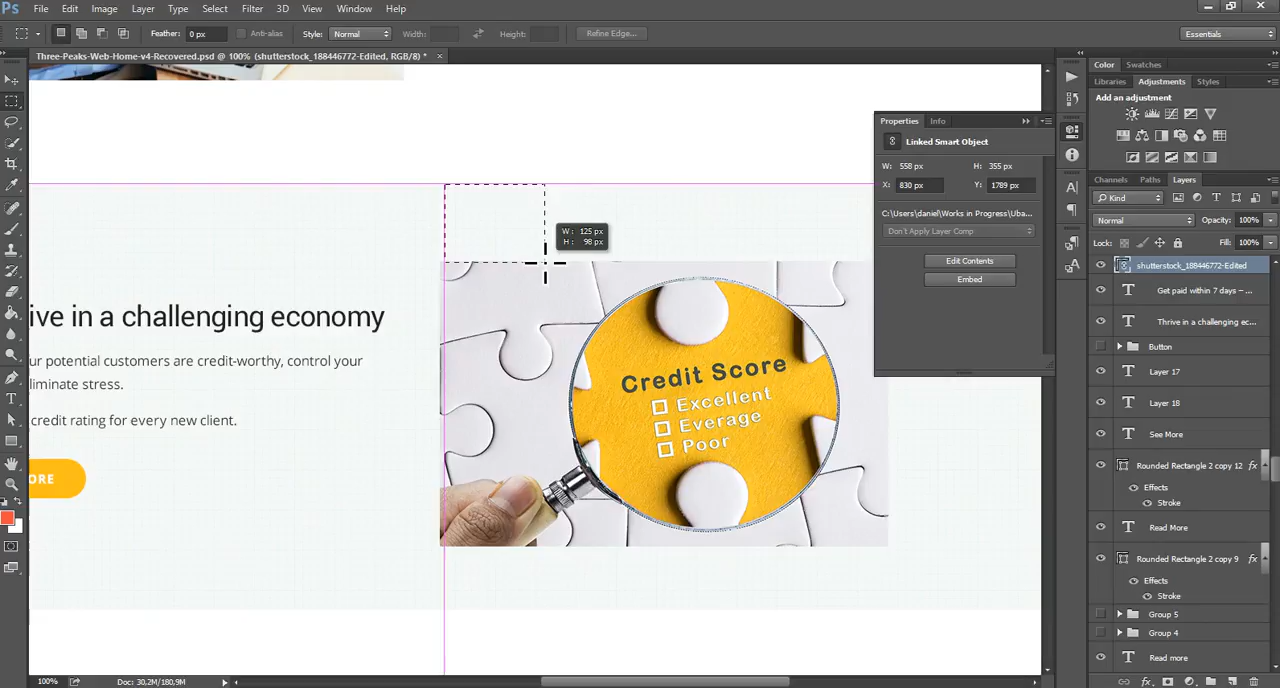 Ps File Edit Image Layer Type Select Filter 3D View Window Help
Feather: 0 px Anti-alias Style: Normal Width: Height: Refine Edge... Essentials
Three-Peaks-Web-Home-v4-Recovered.psd @ 100% (shutterstock_188446772-Edited, RGB/8) * ×
W: 125 px
H: 98 px
ive in a challenging economy
ur potential customers are credit-worthy, control your
liminate stress.
credit rating for every new client.
ORE
Credit Score
Excellent
Everage
Poor
Properties Info
Linked Smart Object
W: 558 px H: 355 px
X: 830 px Y: 1789 px
C:\Users\daniel\Works in Progress\Uba...
Don't Apply Layer Comp
Edit Contents
Embed
Color Swatches
Libraries Adjustments Styles
Add an adjustment
Channels Paths Layers
Kind
Normal Opacity: 100%
Lock: Fill: 100%
shutterstock_188446772-Edited
Get paid within 7 days – ...
Thrive in a challenging ec...
Button
Layer 17
Layer 18
See More
Rounded Rectangle 2 copy 12 fx
Effects
Stroke
Read More
Rounded Rectangle 2 copy 9 fx
Effects
Stroke
Group 5
Group 4
Read more
100% Doc: 30,2M/180,9M